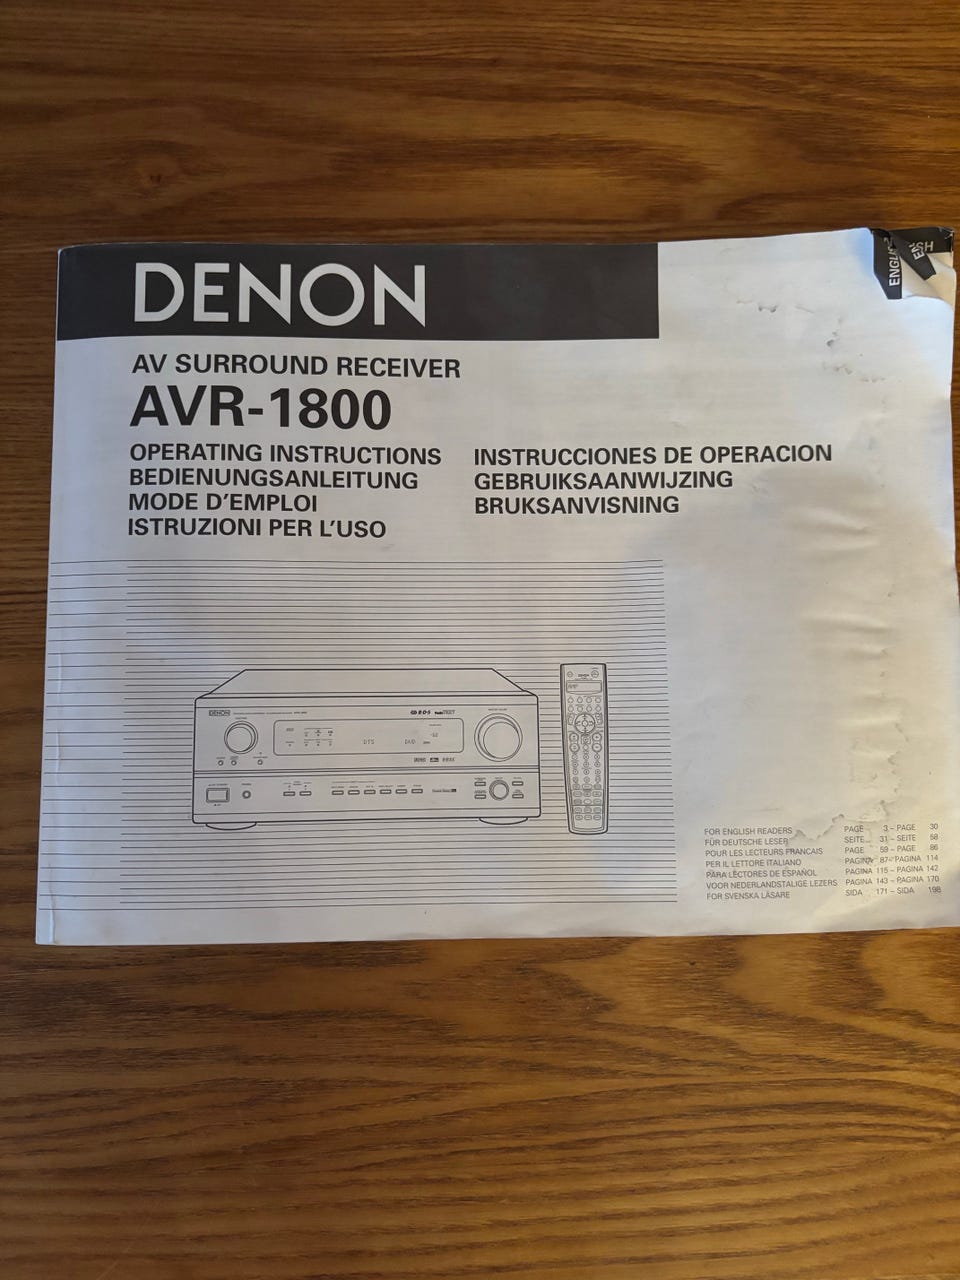 DENON
ENGLISH
AV SURROUND RECEIVER
AVR-1800
OPERATING INSTRUCTIONS
BEDIENUNGSANLEITUNG
MODE D'EMPLOI
ISTRUZIONI PER L'USO
INSTRUCCIONES DE OPERACION
GEBRUIKSAANWIJZING
BRUKSANVISNING
DENON
DTS
DVD
DENON
FOR ENGLISH READERS PAGE 3 – PAGE 30
FÜR DEUTSCHE LESER SEITE 31 – SEITE 58
POUR LES LECTEURS FRANCAIS PAGE 59 – PAGE 86
PER IL LETTORE ITALIANO PAGINA 87 – PAGINA 114
PARA LECTORES DE ESPAÑOL PAGINA 115 – PAGINA 142
VOOR NEDERLANDSTALIGE LEZERS PAGINA 143 – PAGINA 170
FOR SVENSKA LÄSARE SIDA 171 – SIDA 198